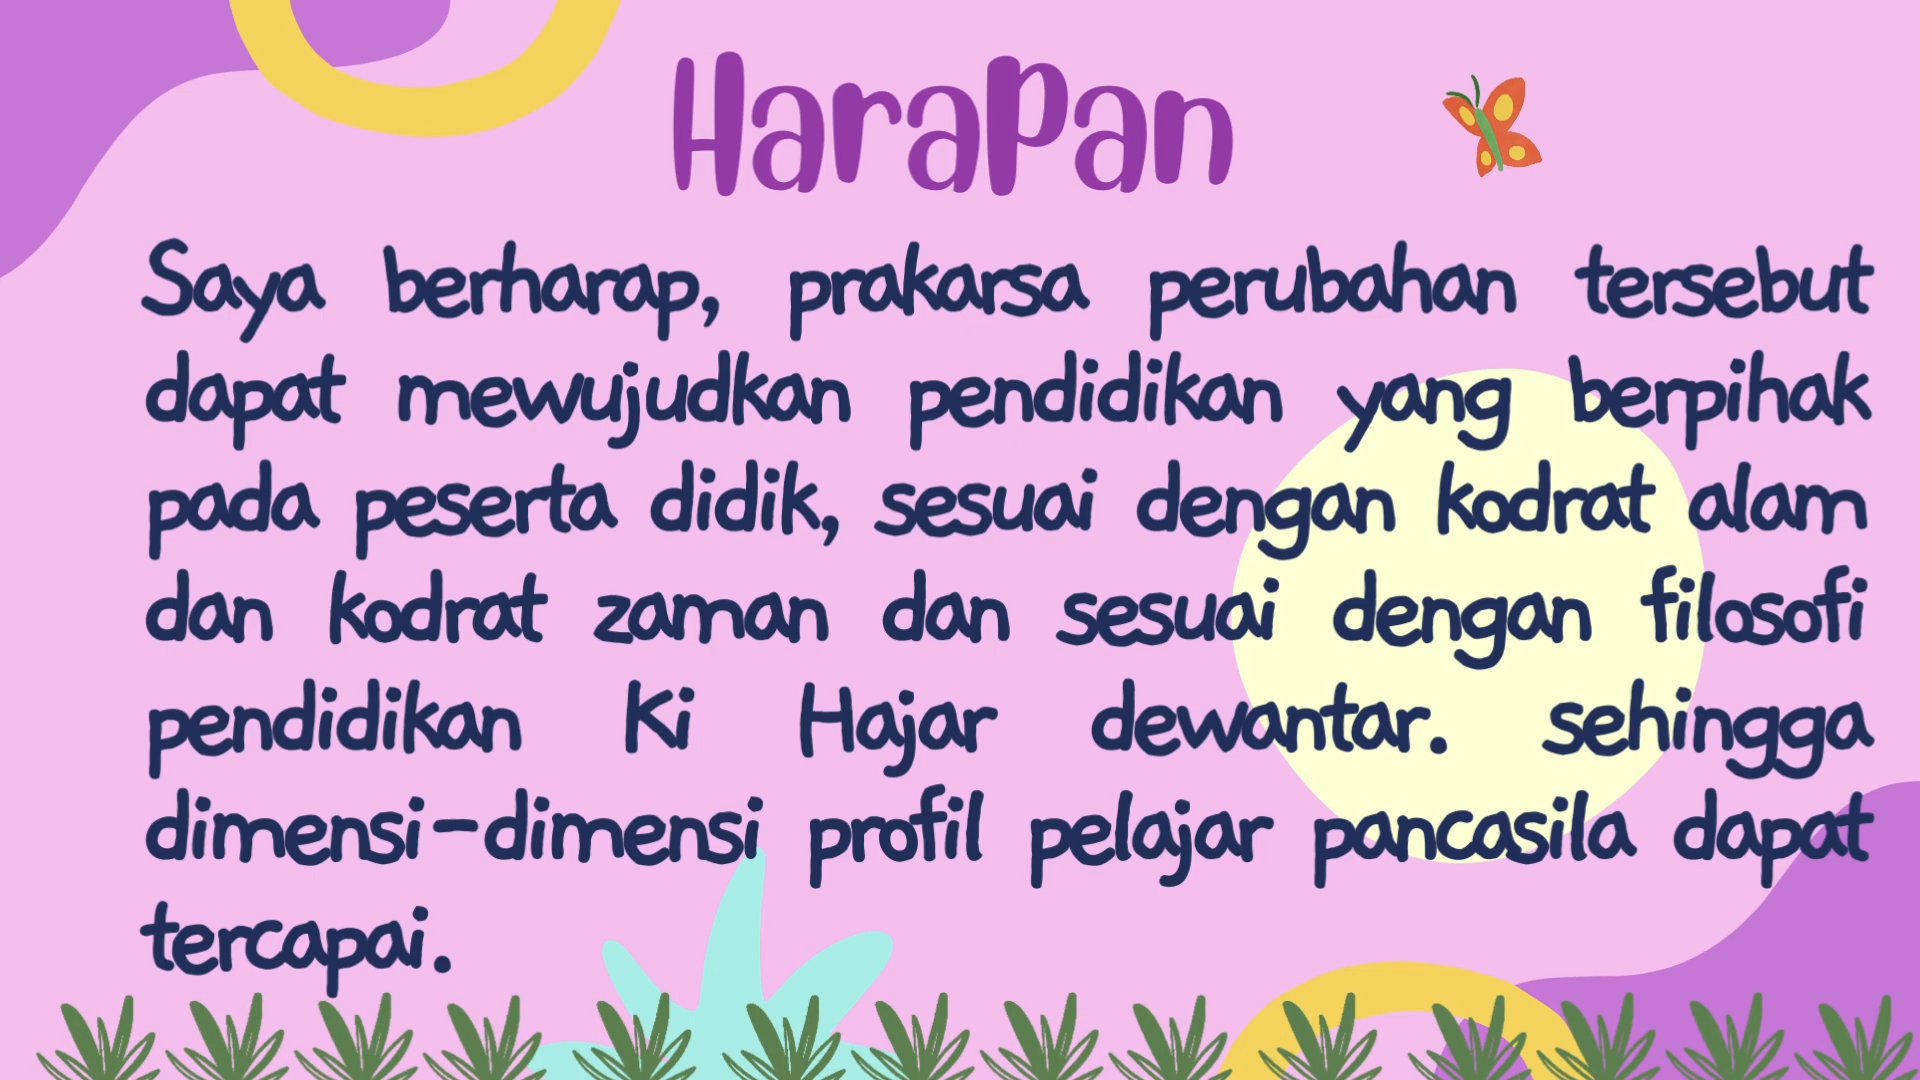 HaraPan
Saya berharap, prakarsa perubahan tersebut
dapat mewujudkan pendidikan yang berpihak
pada peserta didik, sesuai dengan kodrat alam
dan kodrat zaman dan sesuai dengan filosofi
pendidikan Ki Hajar dewantar. sehingga
dimensi-dimensi profil pelajar pancasila dapat
tercapai.